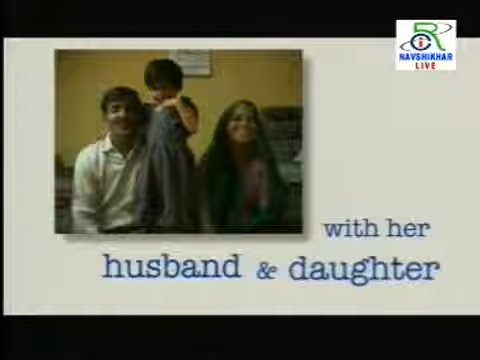 R
NAVSHIKHAR
LIVE
with her
husband & daughter